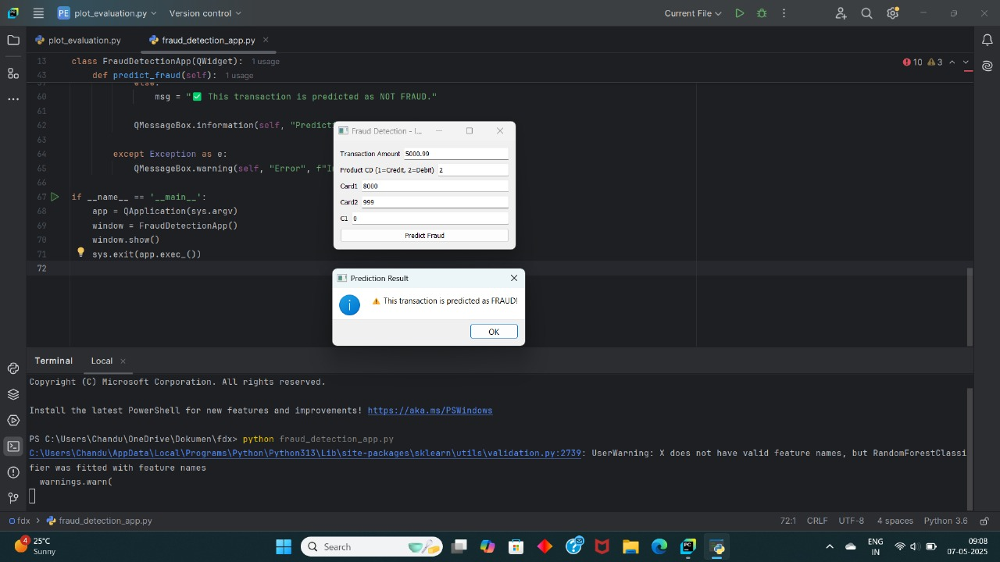 PE plot_evaluation.py Version control Current File
plot_evaluation.py fraud_detection_app.py
13 class FraudDetectionApp(QWidget): 1 usage 10 3
43 def predict_fraud(self): 1 usage
else:
60 msg = "✅ This transaction is predicted as NOT FRAUD."
61
62 QMessageBox.information(self, "Predicti
63
64 except Exception as e:
65 QMessageBox.warning(self, "Error", f"In
66
67 if __name__ == '__main__':
68 app = QApplication(sys.argv)
69 window = FraudDetectionApp()
70 window.show()
71 sys.exit(app.exec_())
72
Fraud Detection - I...
Transaction Amount 5000.99
Product CD (1=Credit, 2=Debit) 2
Card1 8000
Card2 999
C1 0
Predict Fraud
Prediction Result
⚠ This transaction is predicted as FRAUD!
OK
Terminal Local
Copyright (C) Microsoft Corporation. All rights reserved.
Install the latest PowerShell for new features and improvements! https://aka.ms/PSWindows
PS C:\Users\Chandu\OneDrive\Dokumen\fdx> python fraud_detection_app.py
C:\Users\Chandu\AppData\Local\Programs\Python\Python313\Lib\site-packages\sklearn\utils\validation.py:2739: UserWarning: X does not have valid feature names, but RandomForestClassi
fier was fitted with feature names
warnings.warn(
fdx > fraud_detection_app.py 72:1 CRLF UTF-8 4 spaces Python 3.6
4 25°C
Sunny
Search
ENG
IN
09:08
07-05-2025